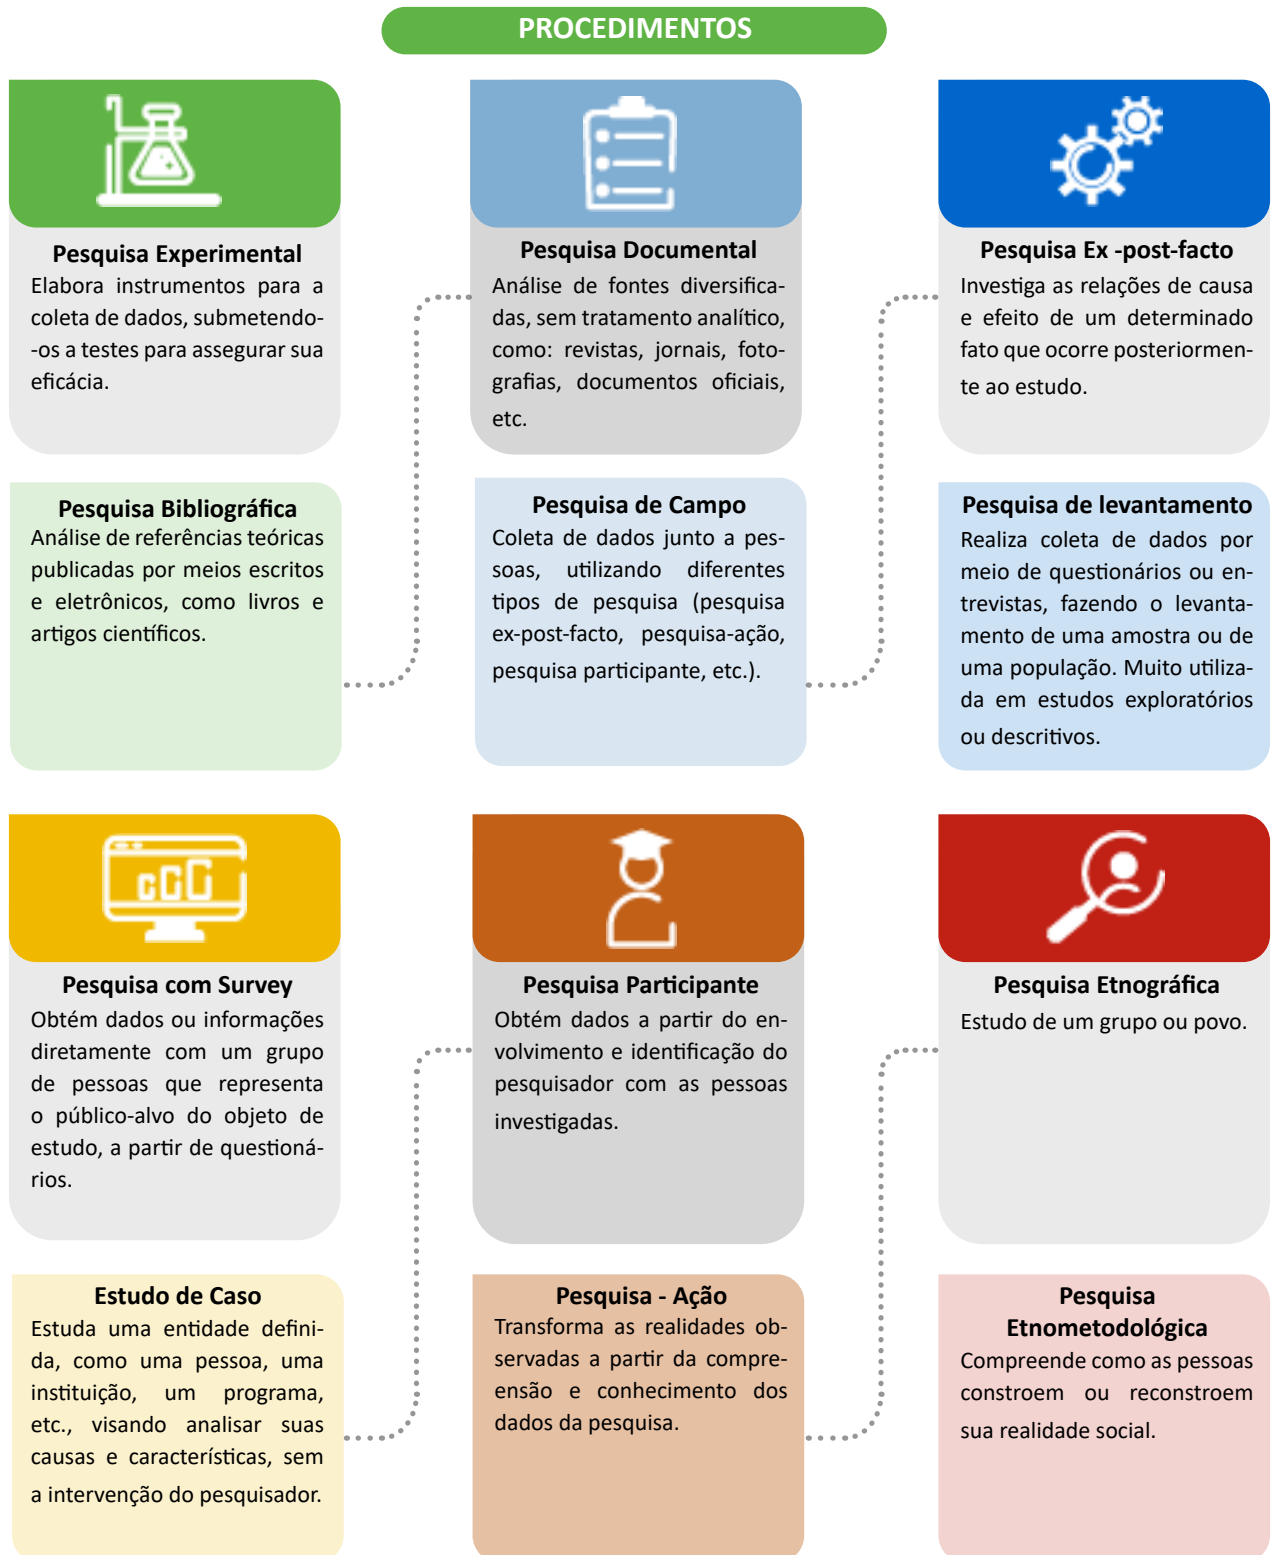 PROCEDIMENTOS
Pesquisa Experimental
Elabora instrumentos para a
coleta de dados, submetendo-
-os a testes para assegurar sua
eficácia.
Pesquisa Bibliográfica
Análise de referências teóricas
publicadas por meios escritos
e eletrônicos, como livros e
artigos científicos.
Pesquisa Documental
Análise de fontes diversifica-
das, sem tratamento analítico,
como: revistas, jornais, foto-
grafias, documentos oficiais,
etc.
Pesquisa de Campo
Coleta de dados junto a pes-
soas, utilizando diferentes
tipos de pesquisa (pesquisa
ex-post-facto, pesquisa-ação,
pesquisa participante, etc.).
Pesquisa Ex -post-facto
Investiga as relações de causa
e efeito de um determinado
fato que ocorre posteriormen-
te ao estudo.
Pesquisa de levantamento
Realiza coleta de dados por
meio de questionários ou en-
trevistas, fazendo o levanta-
mento de uma amostra ou de
uma população. Muito utiliza-
da em estudos exploratórios
ou descritivos.
Pesquisa com Survey
Obtém dados ou informações
diretamente com um grupo
de pessoas que representa
o público-alvo do objeto de
estudo, a partir de questioná-
rios.
Estudo de Caso
Estuda uma entidade defini-
da, como uma pessoa, uma
instituição, um programa,
etc., visando analisar suas
causas e características, sem
a intervenção do pesquisador.
Pesquisa Participante
Obtém dados a partir do en-
volvimento e identificação do
pesquisador com as pessoas
investigadas.
Pesquisa - Ação
Transforma as realidades ob-
servadas a partir da compre-
ensão e conhecimento dos
dados da pesquisa.
Pesquisa Etnográfica
Estudo de um grupo ou povo.
Pesquisa
Etnometodológica
Compreende como as pessoas
constroem ou reconstroem
sua realidade social.